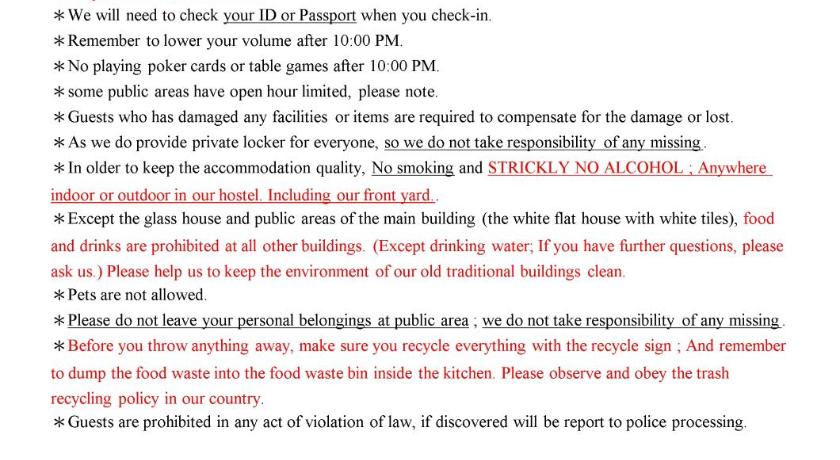 ＊We will need to check your ID or Passport when you check-in.
＊Remember to lower your volume after 10:00 PM.
＊No playing poker cards or table games after 10:00 PM.
＊some public areas have open hour limited, please note.
＊Guests who has damaged any facilities or items are required to compensate for the damage or lost.
＊As we do provide private locker for everyone, so we do not take responsibility of any missing.
＊In older to keep the accommodation quality, No smoking and STRICKLY NO ALCOHOL ; Anywhere
indoor or outdoor in our hostel. Including our front yard..
＊Except the glass house and public areas of the main building (the white flat house with white tiles), food
and drinks are prohibited at all other buildings. (Except drinking water; If you have further questions, please
ask us.) Please help us to keep the environment of our old traditional buildings clean.
＊Pets are not allowed.
＊Please do not leave your personal belongings at public area ; we do not take responsibility of any missing.
＊Before you throw anything away, make sure you recycle everything with the recycle sign ; And remember
to dump the food waste into the food waste bin inside the kitchen. Please observe and obey the trash
recycling policy in our country.
＊Guests are prohibited in any act of violation of law, if discovered will be report to police processing.